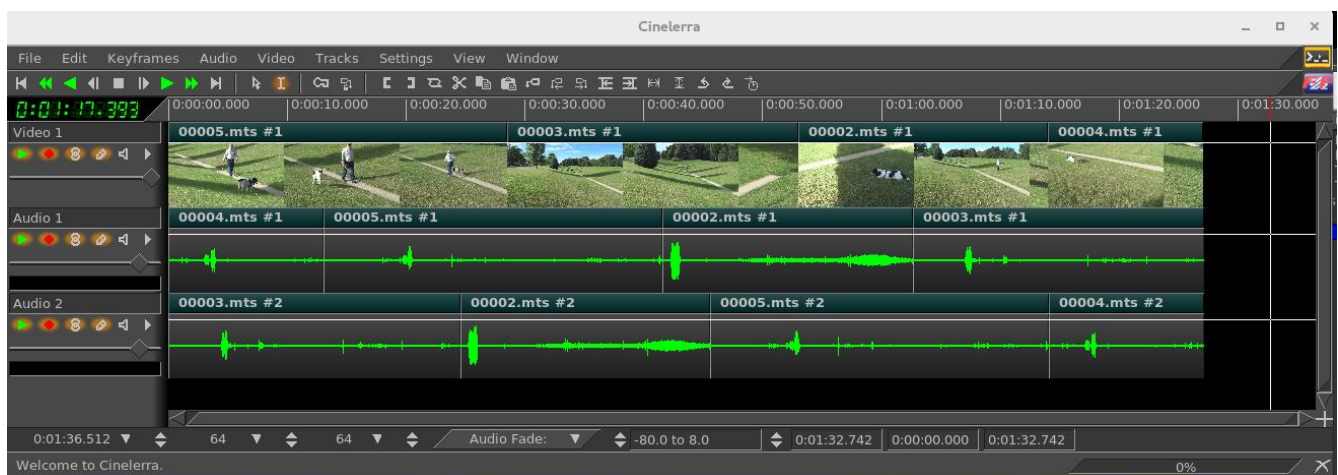 Cinelerra
File Edit Keyframes Audio Video Tracks Settings View Window
0:01:17.393 0:00:00.000 0:00:10.000 0:00:20.000 0:00:30.000 0:00:40.000 0:00:50.000 0:01:00.000 0:01:10.000 0:01:20.000 0:01:30.000
Video 1 00005.mts #1 00003.mts #1 00002.mts #1 00004.mts #1
Audio 1 00004.mts #1 00005.mts #1 00002.mts #1 00003.mts #1
Audio 2 00003.mts #2 00002.mts #2 00005.mts #2 00004.mts #2
0:01:36.512 64 64 Audio Fade: -80.0 to 8.0 0:01:32.742 0:00:00.000 0:01:32.742
Welcome to Cinelerra. 0%